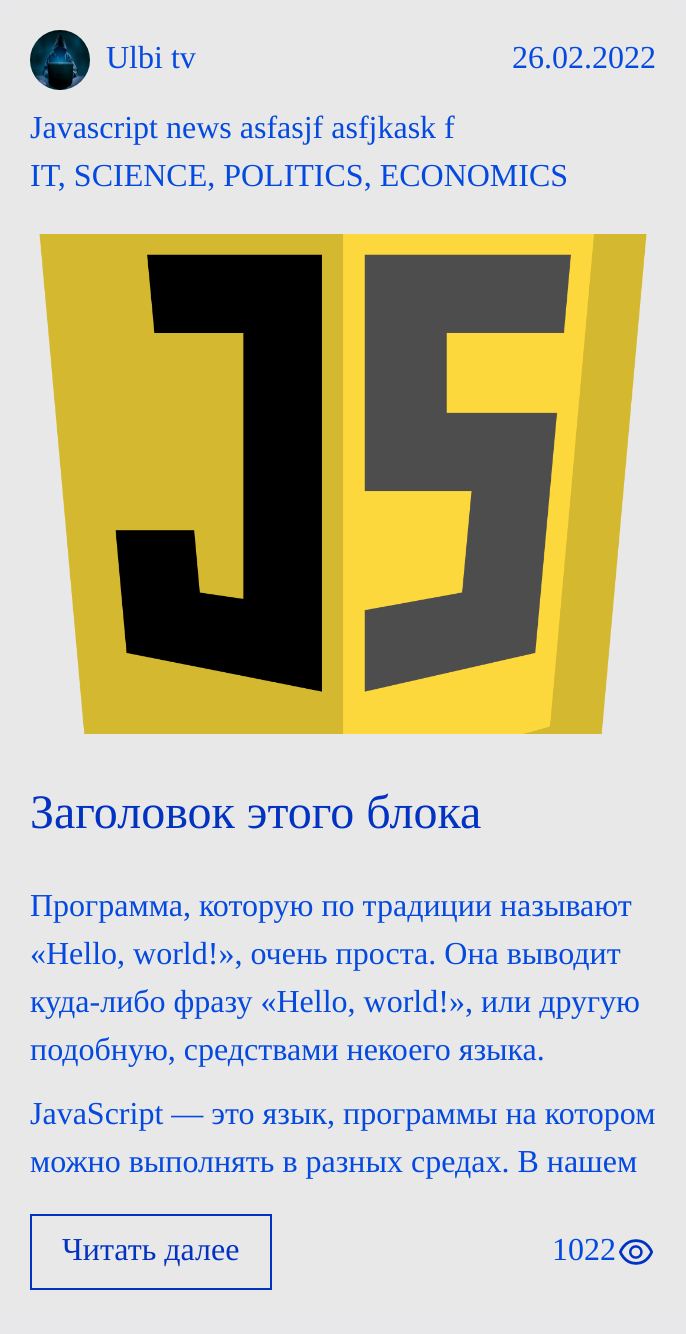 Ulbi tv
26.02.2022
Javascript news asfasjf asfjkask f
IT, SCIENCE, POLITICS, ECONOMICS
JS
Заголовок этого блока
Программа, которую по традиции называют
«Hello, world!», очень проста. Она выводит
куда-либо фразу «Hello, world!», или другую
подобную, средствами некоего языка.
JavaScript — это язык, программы на котором
можно выполнять в разных средах. В нашем
Читать далее
1022